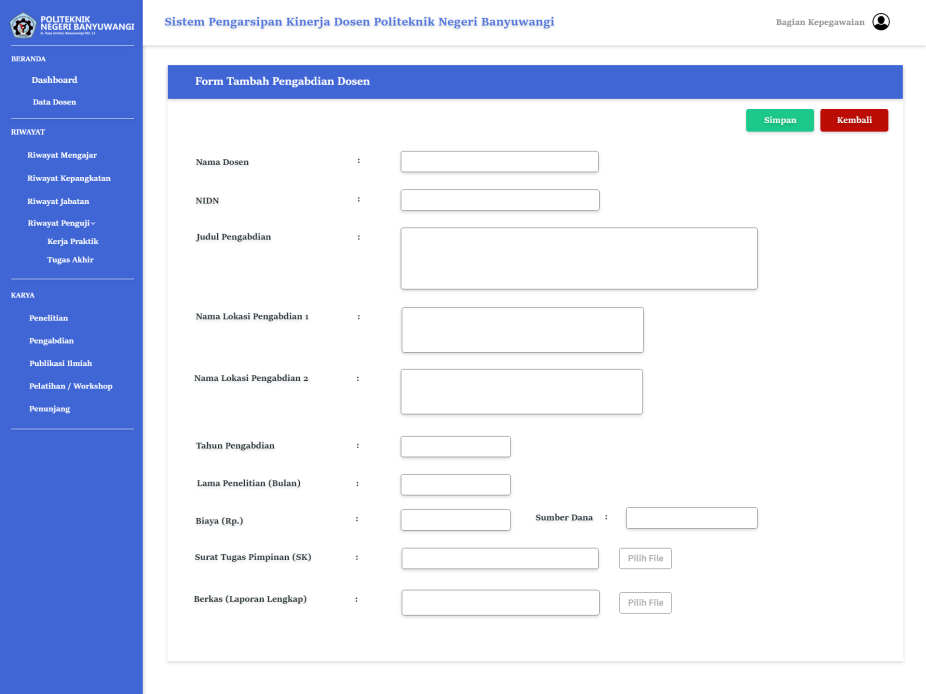 POLITEKNIK
NEGERI BANYUWANGI
Sistem Pengarsipan Kinerja Dosen Politeknik Negeri Banyuwangi
Bagian Kepegawaian
BERANDA
Dashboard
Data Dosen
RIWAYAT
Riwayat Mengajar
Riwayat Kepangkatan
Riwayat Jabatan
Riwayat Penguji
Kerja Praktik
Tugas Akhir
KARYA
Penelitian
Pengabdian
Publikasi Ilmiah
Pelatihan / Workshop
Penunjang
Form Tambah Pengabdian Dosen
Simpan Kembali
Nama Dosen :
NIDN :
Judul Pengabdian :
Nama Lokasi Pengabdian 1 :
Nama Lokasi Pengabdian 2 :
Tahun Pengabdian :
Lama Penelitian (Bulan) :
Biaya (Rp.) : Sumber Dana :
Surat Tugas Pimpinan (SK) : Pilih File
Berkas (Laporan Lengkap) : Pilih File